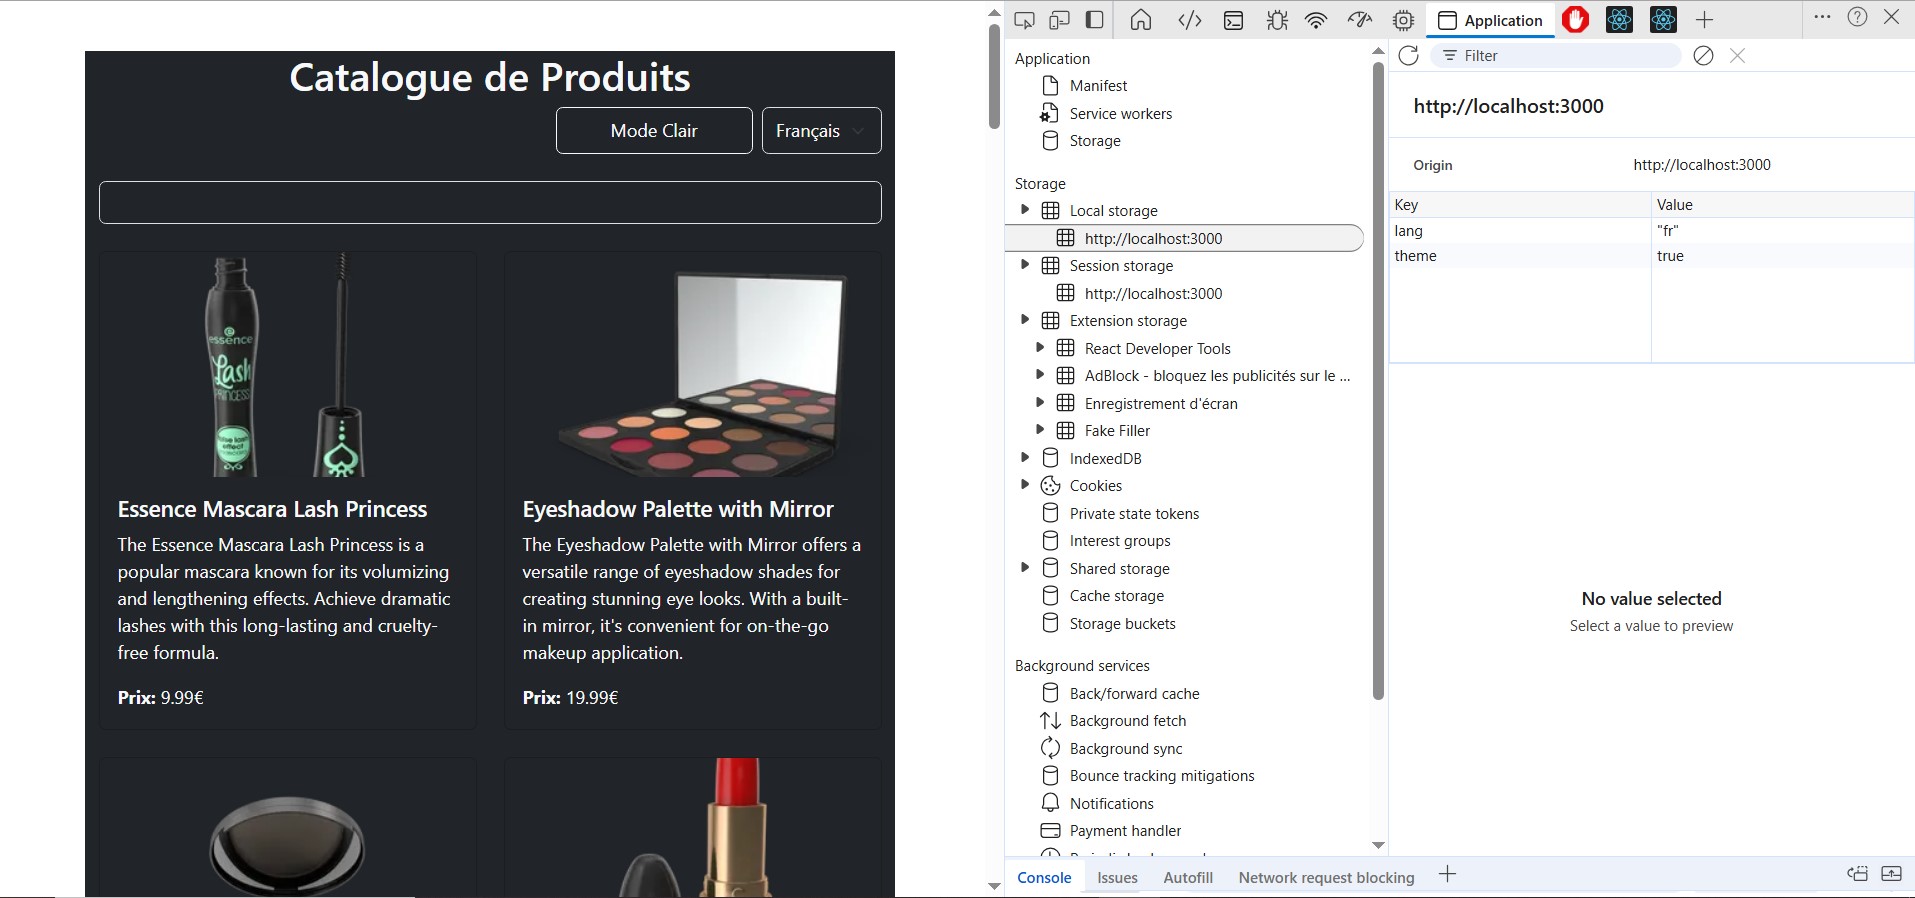 Catalogue de Produits
Mode Clair
Français
essence
Lash
PRINCESS
effect
Essence Mascara Lash Princess
The Essence Mascara Lash Princess is a
popular mascara known for its volumizing
and lengthening effects. Achieve dramatic
lashes with this long-lasting and cruelty-
free formula.
Prix: 9.99€
Eyeshadow Palette with Mirror
The Eyeshadow Palette with Mirror offers a
versatile range of eyeshadow shades for
creating stunning eye looks. With a built-
in mirror, it's convenient for on-the-go
makeup application.
Prix: 19.99€
Application
Application
Manifest
Service workers
Storage
Storage
Local storage
http://localhost:3000
Session storage
http://localhost:3000
Extension storage
React Developer Tools
AdBlock - bloquez les publicités sur le ...
Enregistrement d'écran
Fake Filler
IndexedDB
Cookies
Private state tokens
Interest groups
Shared storage
Cache storage
Storage buckets
Background services
Back/forward cache
Background fetch
Background sync
Bounce tracking mitigations
Notifications
Payment handler
Filter
http://localhost:3000
Origin http://localhost:3000
Key Value
lang "fr"
theme true
No value selected
Select a value to preview
Console Issues Autofill Network request blocking